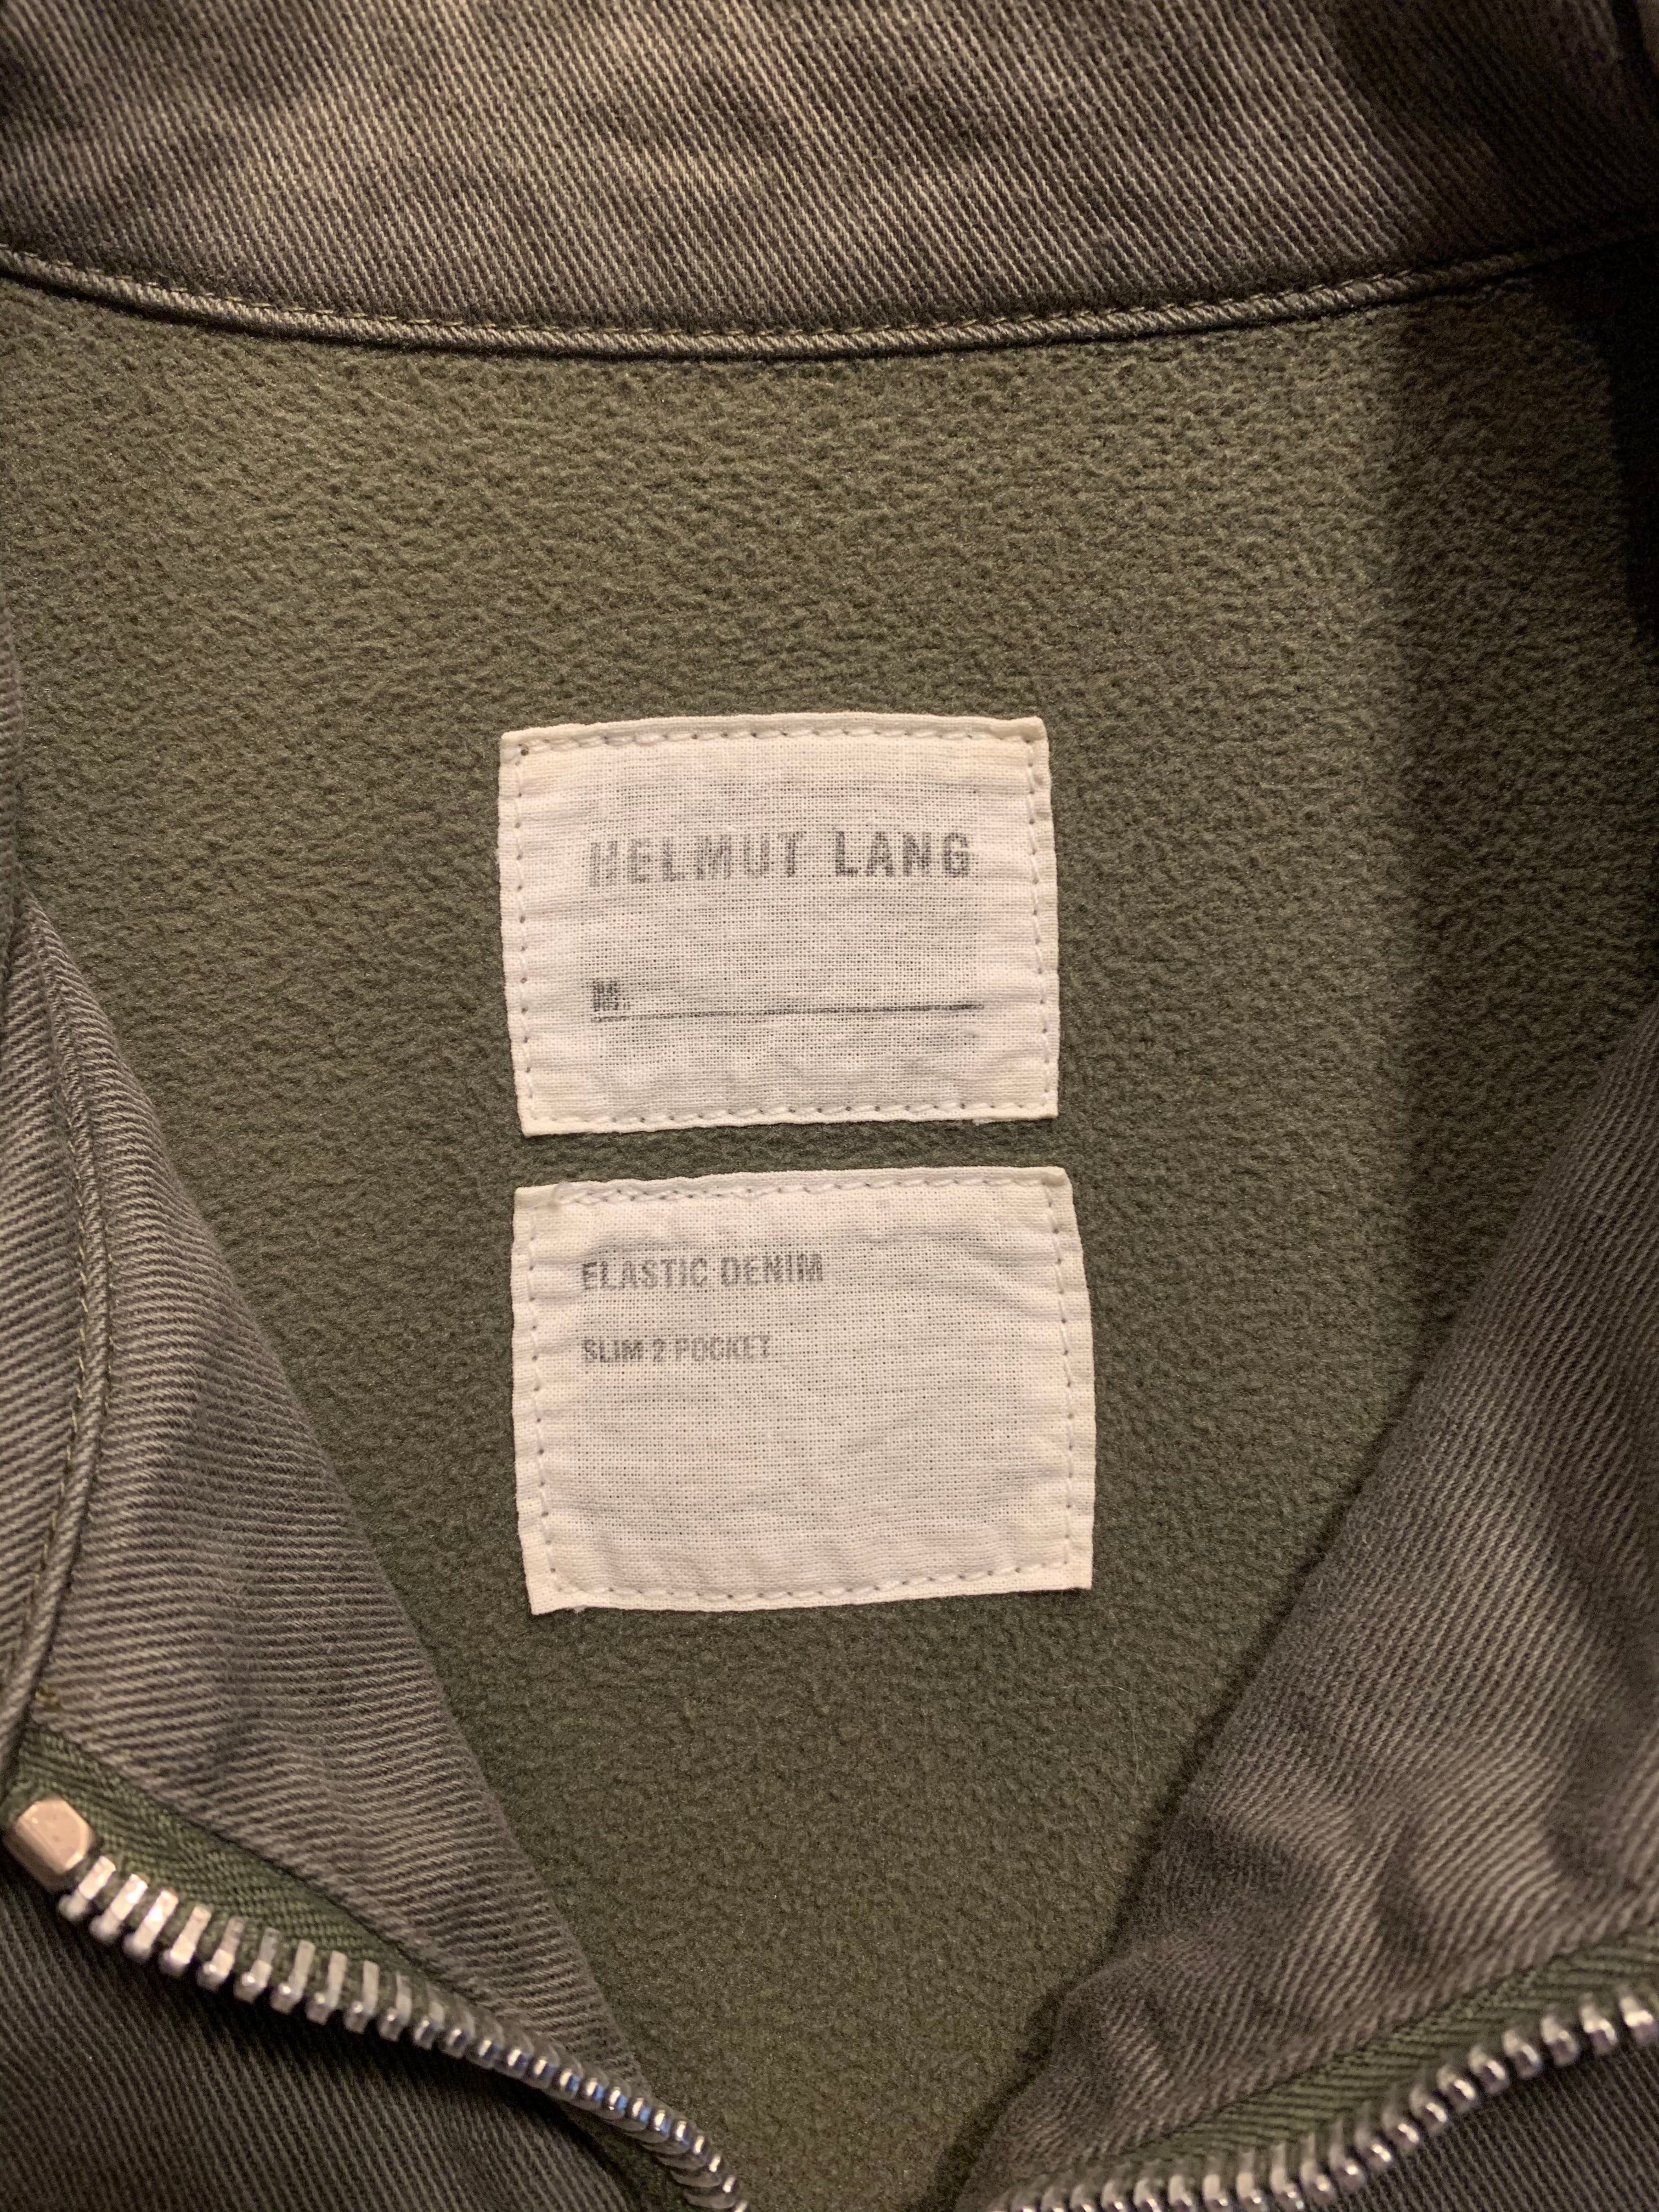 HELMUT LANG
M.
ELASTIC DENIM
SLIM 2 POCKET